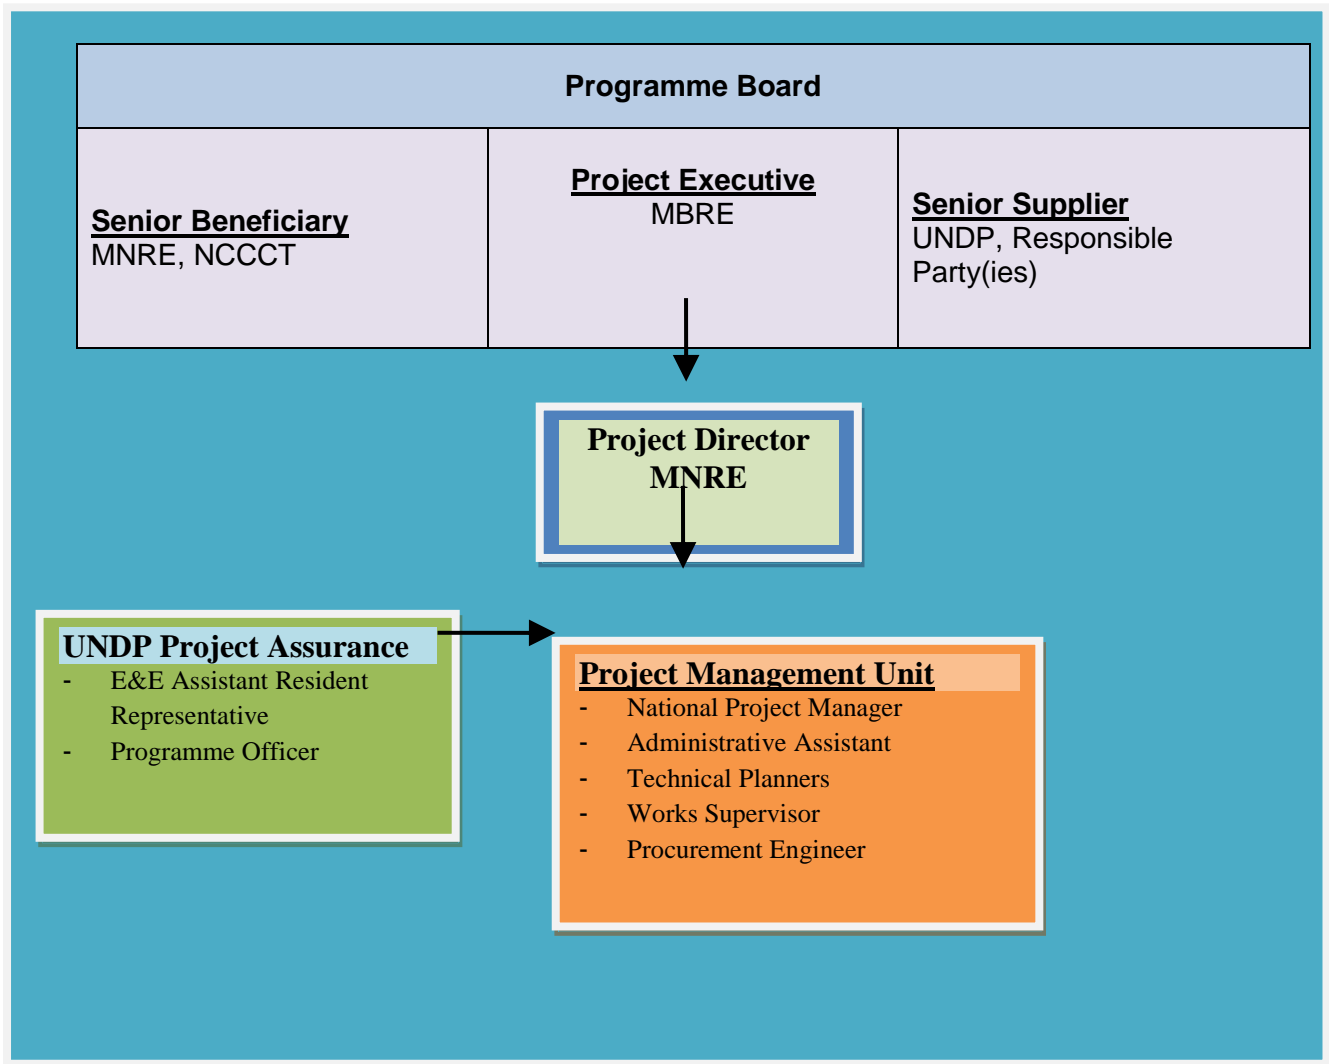 Programme Board
Senior Beneficiary
MNRE, NCCCT
Project Executive
MBRE
Senior Supplier
UNDP, Responsible
Party(ies)
Project Director
MNRE
UNDP Project Assurance
- E&E Assistant Resident
Representative
- Programme Officer
Project Management Unit
- National Project Manager
- Administrative Assistant
- Technical Planners
- Works Supervisor
- Procurement Engineer